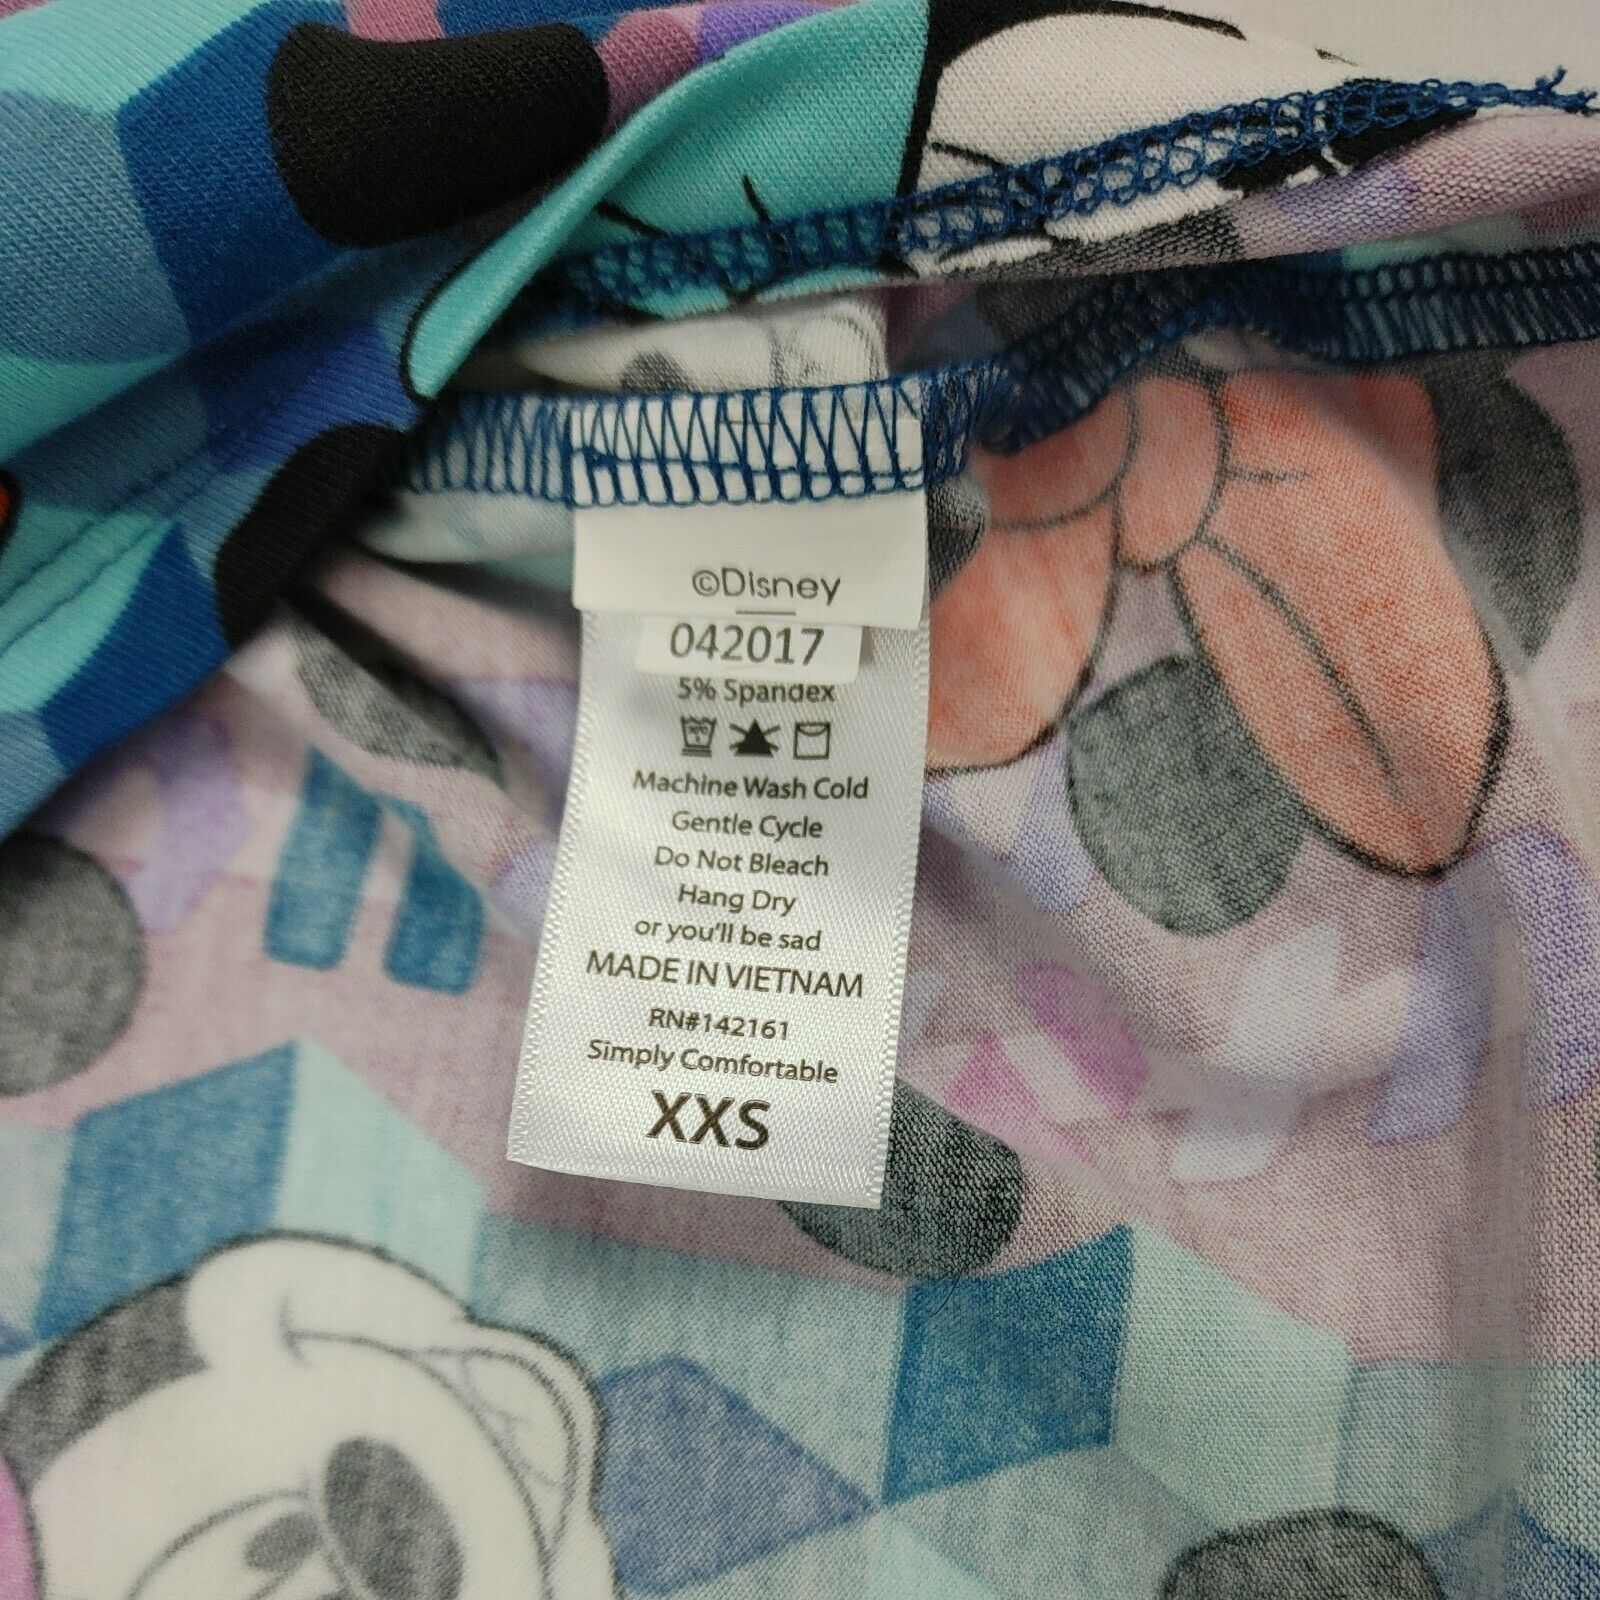 ©Disney
042017
5% Spandex
Machine Wash Cold
Gentle Cycle
Do Not Bleach
Hang Dry
or you'll be sad
MADE IN VIETNAM
RN#142161
Simply Comfortable
XXS